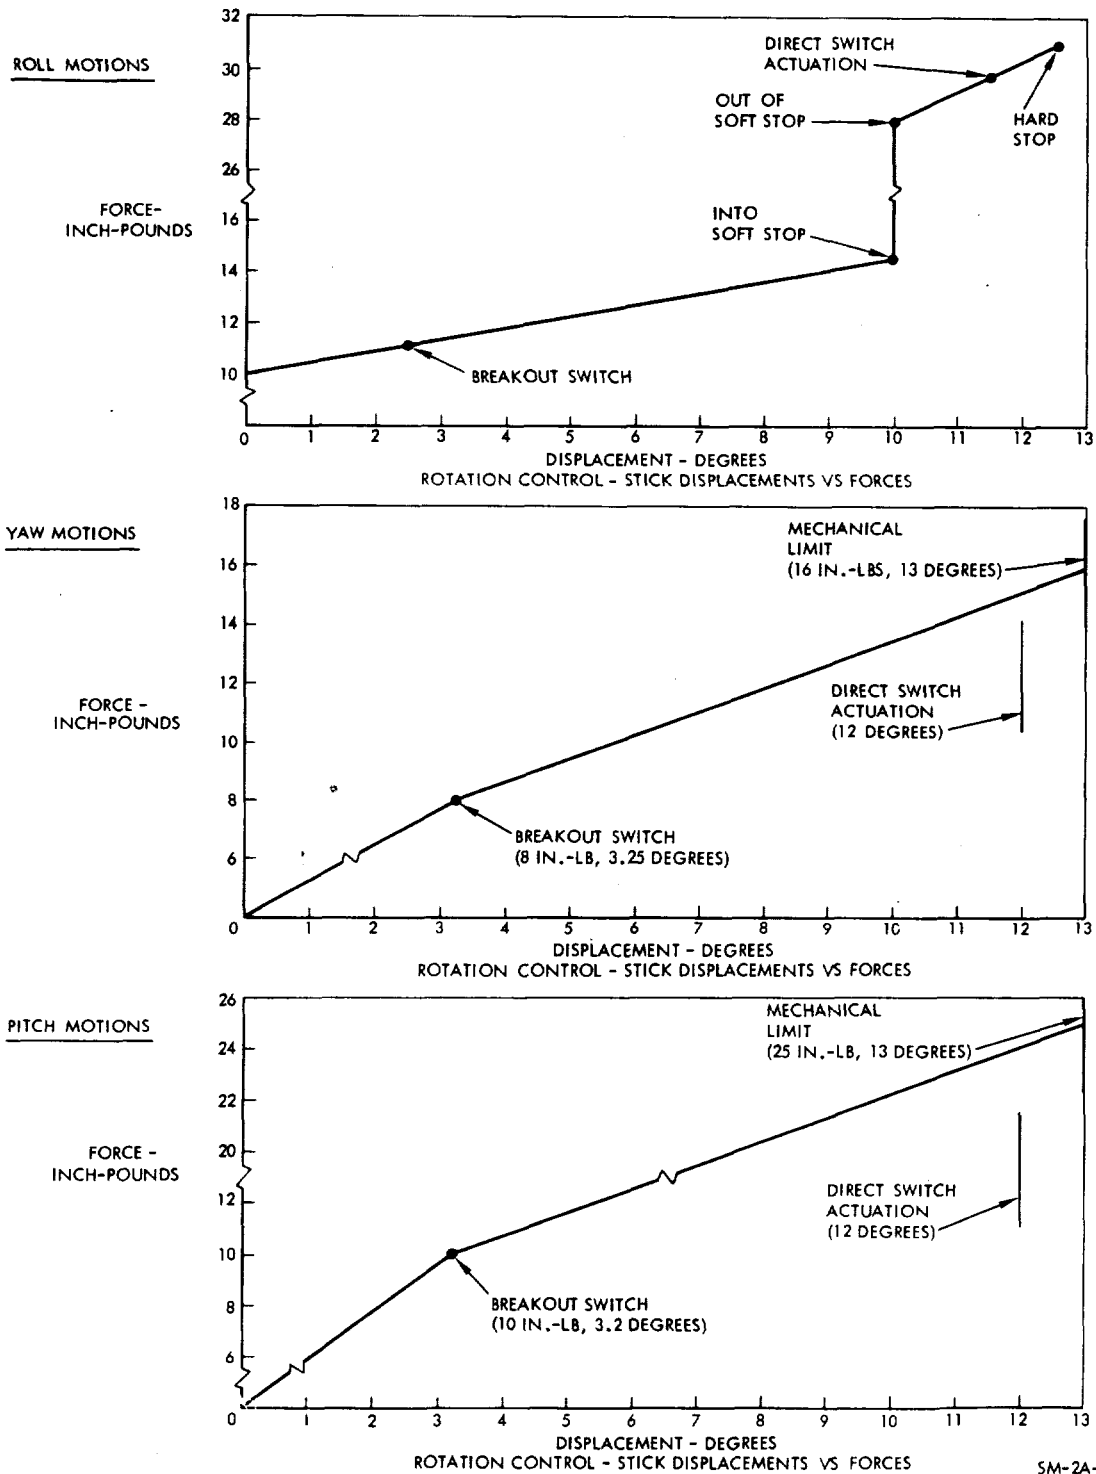 ROLL MOTIONS
FORCE-
INCH-POUNDS
32
30
28
26
16
14
12
10
DIRECT SWITCH
ACTUATION
OUT OF
SOFT STOP
HARD
STOP
INTO
SOFT STOP
BREAKOUT SWITCH
0 1 2 3 4 5 6 7 8 9 10 11 12 13
DISPLACEMENT - DEGREES
ROTATION CONTROL - STICK DISPLACEMENTS VS FORCES
YAW MOTIONS
FORCE -
INCH-POUNDS
18
16
14
12
10
8
6
MECHANICAL
LIMIT
(16 IN.-LBS, 13 DEGREES)
DIRECT SWITCH
ACTUATION
(12 DEGREES)
BREAKOUT SWITCH
(8 IN.-LB, 3.25 DEGREES)
0 1 2 3 4 5 6 7 8 9 10 11 12 13
DISPLACEMENT - DEGREES
ROTATION CONTROL - STICK DISPLACEMENTS VS FORCES
PITCH MOTIONS
FORCE -
INCH-POUNDS
26
24
22
20
12
10
8
6
MECHANICAL
LIMIT
(25 IN.-LB, 13 DEGREES)
DIRECT SWITCH
ACTUATION
(12 DEGREES)
BREAKOUT SWITCH
(10 IN.-LB, 3.2 DEGREES)
0 1 2 3 4 5 6 7 8 9 10 11 12 13
DISPLACEMENT - DEGREES
ROTATION CONTROL - STICK DISPLACEMENTS VS FORCES
SM-2A-